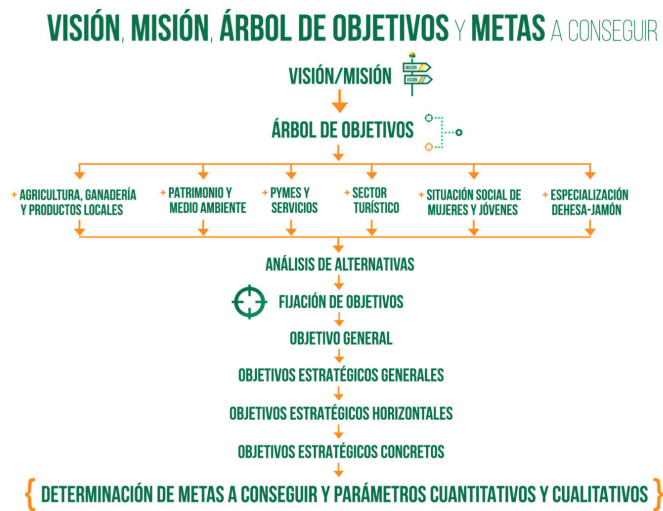 VISIÓN, MISIÓN, ÁRBOL DE OBJETIVOS Y METAS A CONSEGUIR
VISIÓN/MISIÓN
MISIÓN
VISIÓN
ÁRBOL DE OBJETIVOS
+ AGRICULTURA, GANADERÍA
Y PRODUCTOS LOCALES
+ PATRIMONIO Y
MEDIO AMBIENTE
+ PYMES Y
SERVICIOS
+ SECTOR
TURÍSTICO
+ SITUACIÓN SOCIAL DE
MUJERES Y JÓVENES
+ ESPECIALIZACIÓN
DEHESA-JAMÓN
ANÁLISIS DE ALTERNATIVAS
FIJACIÓN DE OBJETIVOS
OBJETIVO GENERAL
OBJETIVOS ESTRATÉGICOS GENERALES
OBJETIVOS ESTRATÉGICOS HORIZONTALES
OBJETIVOS ESTRATÉGICOS CONCRETOS
{ DETERMINACIÓN DE METAS A CONSEGUIR Y PARÁMETROS CUANTITATIVOS Y CUALITATIVOS }